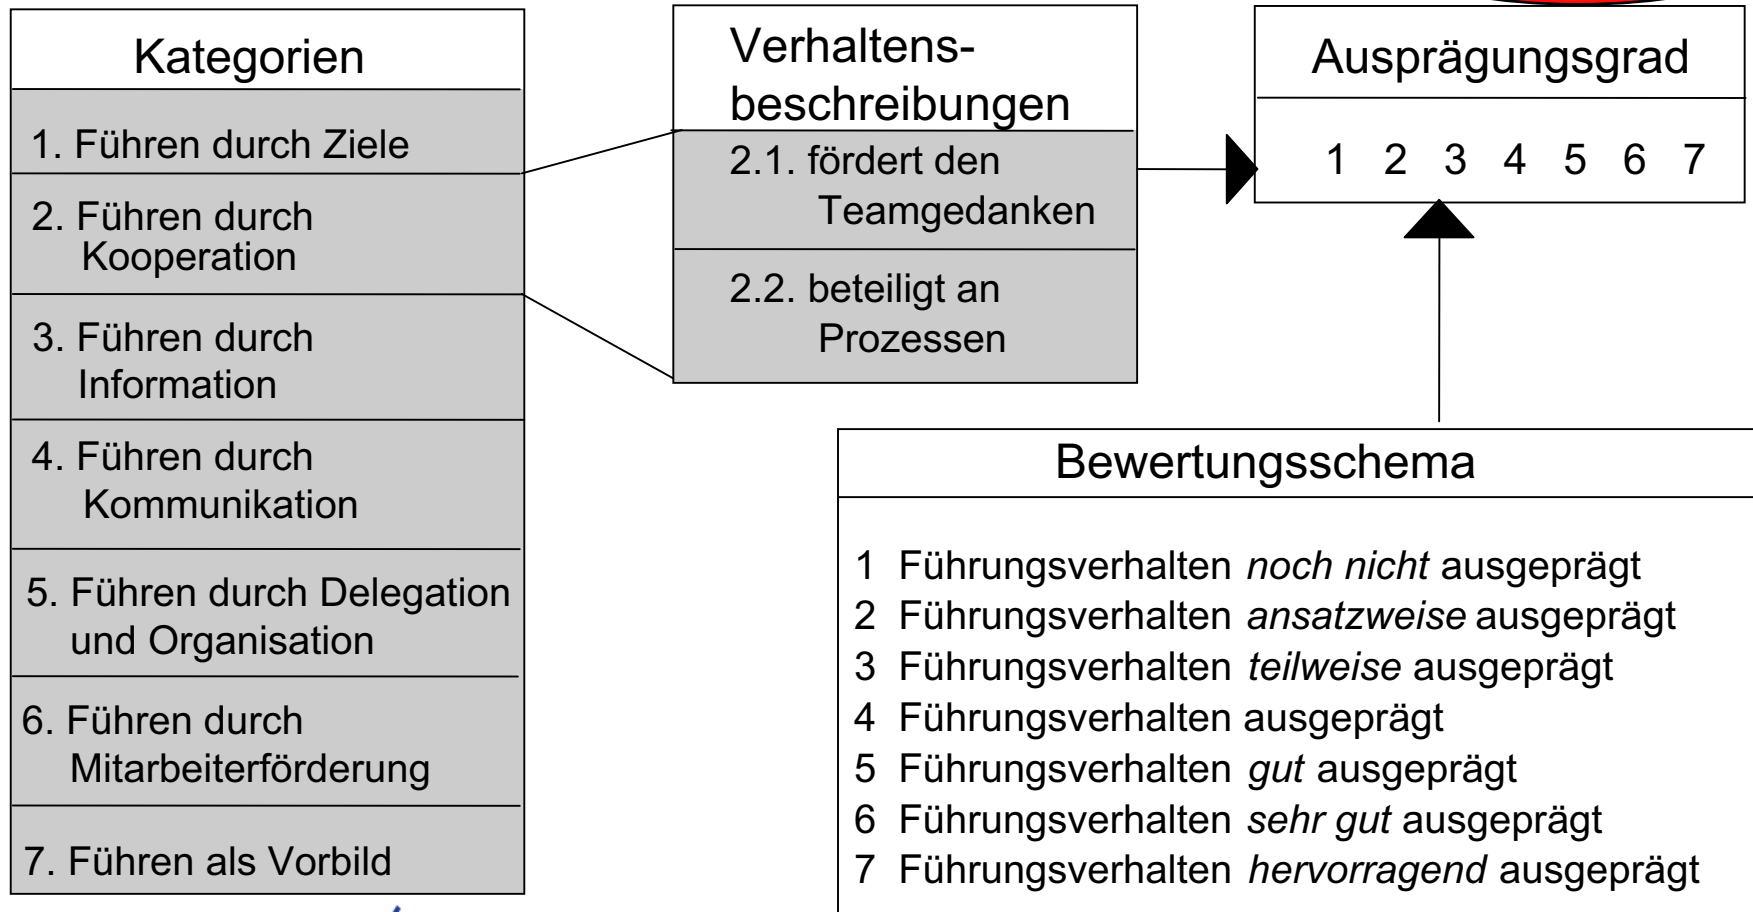 Kategorien
1. Führen durch Ziele
2. Führen durch
Kooperation
3. Führen durch
Information
4. Führen durch
Kommunikation
5. Führen durch Delegation
und Organisation
6. Führen durch
Mitarbeiterförderung
7. Führen als Vorbild
Verhaltens-
beschreibungen
2.1. fördert den
Teamgedanken
2.2. beteiligt an
Prozessen
Ausprägungsgrad
1 2 3 4 5 6 7
Bewertungsschema
1 Führungsverhalten noch nicht ausgeprägt
2 Führungsverhalten ansatzweise ausgeprägt
3 Führungsverhalten teilweise ausgeprägt
4 Führungsverhalten ausgeprägt
5 Führungsverhalten gut ausgeprägt
6 Führungsverhalten sehr gut ausgeprägt
7 Führungsverhalten hervorragend ausgeprägt